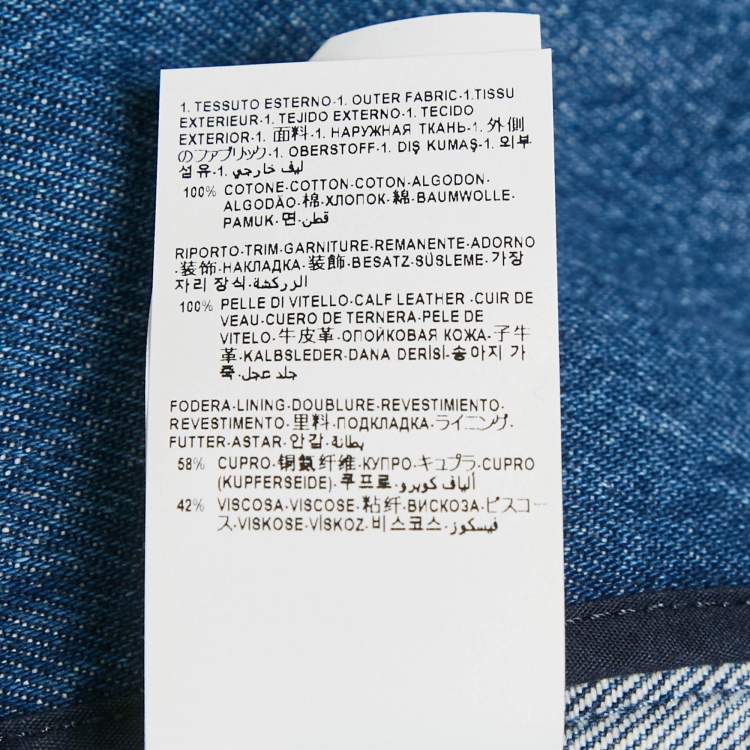 1. TESSUTO ESTERNO-1. OUTER FABRIC-1.TISSU
EXTERIEUR-1. TEJIDO EXTERNO-1. TECIDO
EXTERIOR-1. 面料-1. НАРУЖНАЯ ТКАНЬ-1. 外側
のファブリック-1. OBERSTOFF-1. DIŞ KUMAŞ-1. 외부
섬유-1. ليف خارجي
100% COTONE-COTTON-COTON-ALGODON-
ALGODÃO-棉-ХЛОПОК-綿-BAUMWOLLE-
PAMUK-면-قطن
RIPORTO-TRIM-GARNITURE-REMANENTE-ADORNO
-装饰-НАКЛАДКА-装飾-BESATZ-SÜSLEME-가장
자리 장식-الزركشة
100% PELLE DI VITELLO-CALF LEATHER-CUIR DE
VEAU-CUERO DE TERNERA-PELE DE
VITELO-牛皮革-ОПОЙКОВАЯ КОЖА-子牛
革-KALBSLEDER-DANA DERİSİ-송아지 가
죽-جلد عجل
FODERA-LINING-DOUBLURE-REVESTIMIENTO-
REVESTIMENTO-里料-ПОДКЛАДКА-ライニング-
FUTTER-ASTAR-안감-بطانة
58% CUPRO-铜氨纤维-КУПРО-キュプラ-CUPRO
(KUPFERSEIDE)-쿠프로-ألياف كوبرو
42% VISCOSA-VISCOSE-粘纤-ВИСКОЗА-ビスコー
ス-VISKOSE-VİSKOZ-비스코스-فيسكوز